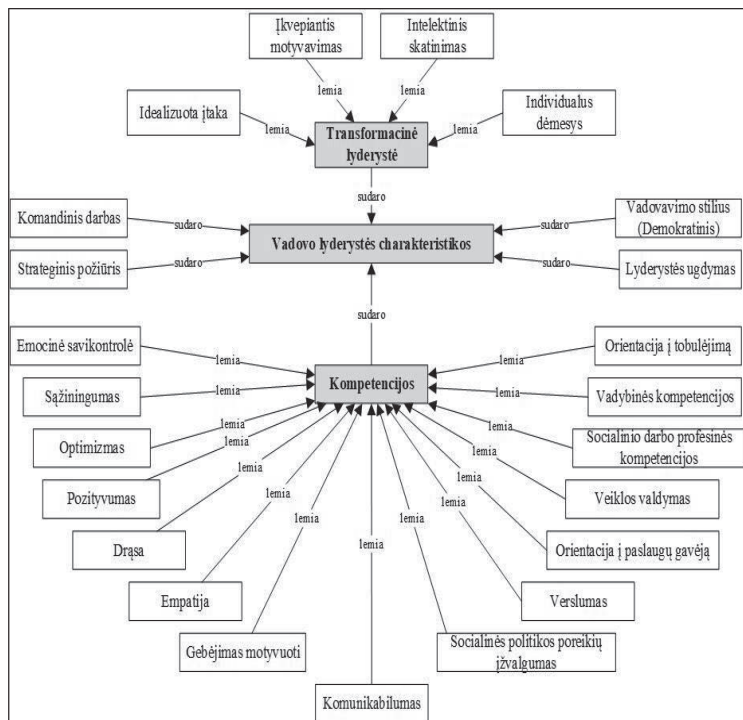 Įkvepiantis
motyvavimas
Intelektinis
skatinimas
lemia
lemia
Idealizuota įtaka
lemia
Individualus
dėmesys
lemia
Transformacinė
lyderystė
sudaro
Komandinis darbas
sudaro
Vadovavimo stilius
(Demokratinis)
sudaro
Vadovo lyderystės charakteristikos
Strateginis požiūris
sudaro
Lyderystės ugdymas
sudaro
sudaro
Emocinė savikontrolė
lemia
Orientacija į tobulėjimą
lemia
Kompetencijos
Sąžiningumas
lemia
Vadybinės kompetencijos
lemia
Optimizmas
lemia
Socialinio darbo profesinės
kompetencijos
lemia
Pozityvumas
lemia
Veiklos valdymas
lemia
Drąsa
lemia
Orientacija į paslaugų gavėją
lemia
Empatija
lemia
Verslumas
lemia
Gebėjimas motyvuoti
lemia
Socialinės politikos poreikių
įžvalgumas
lemia
Komunikabilumas
lemia